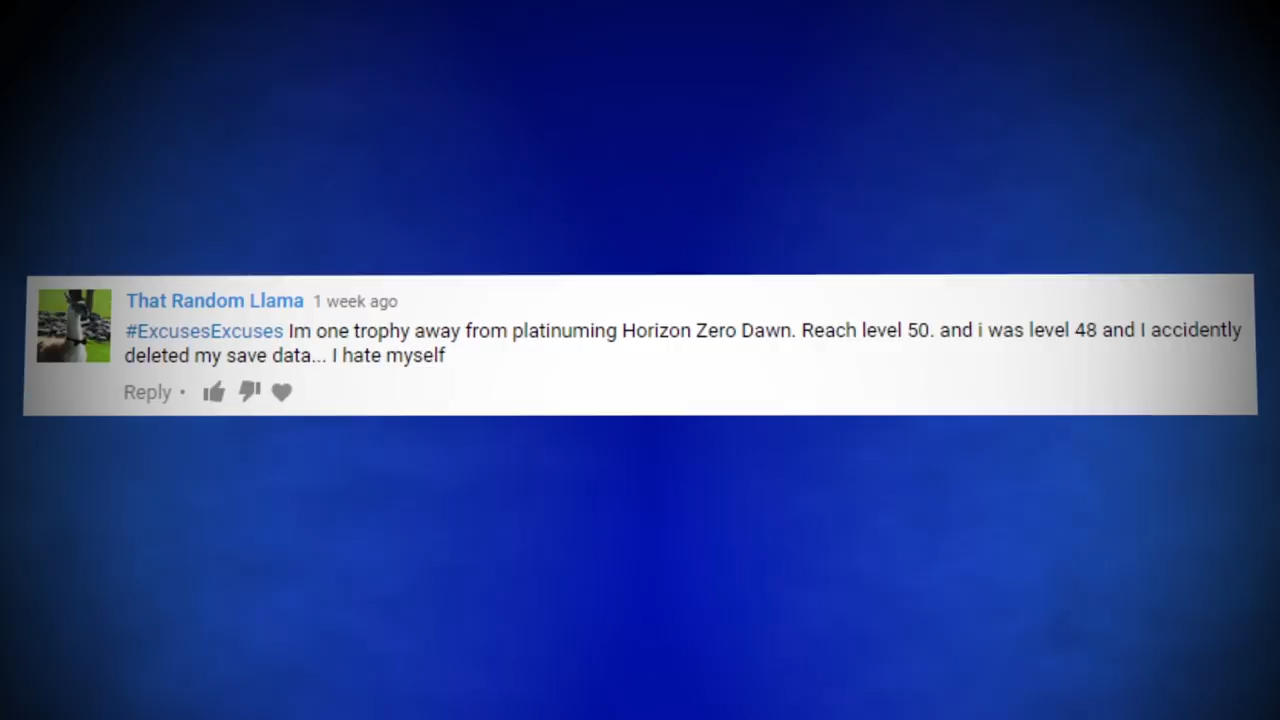 That Random Llama 1 week ago
#ExcusesExcuses Im one trophy away from platinuming Horizon Zero Dawn. Reach level 50. and i was level 48 and I accidently
deleted my save data... I hate myself
Reply •